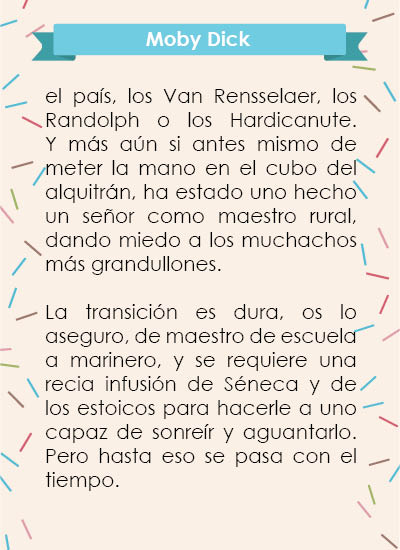 Moby Dick
el país, los Van Rensselaer, los
Randolph o los Hardicanute.
Y más aún si antes mismo de
meter la mano en el cubo del
alquitrán, ha estado uno hecho
un señor como maestro rural,
dando miedo a los muchachos
más grandullones.
La transición es dura, os lo
aseguro, de maestro de escuela
a marinero, y se requiere una
recia infusión de Séneca y de
los estoicos para hacerle a uno
capaz de sonreír y aguantarlo.
Pero hasta eso se pasa con el
tiempo.